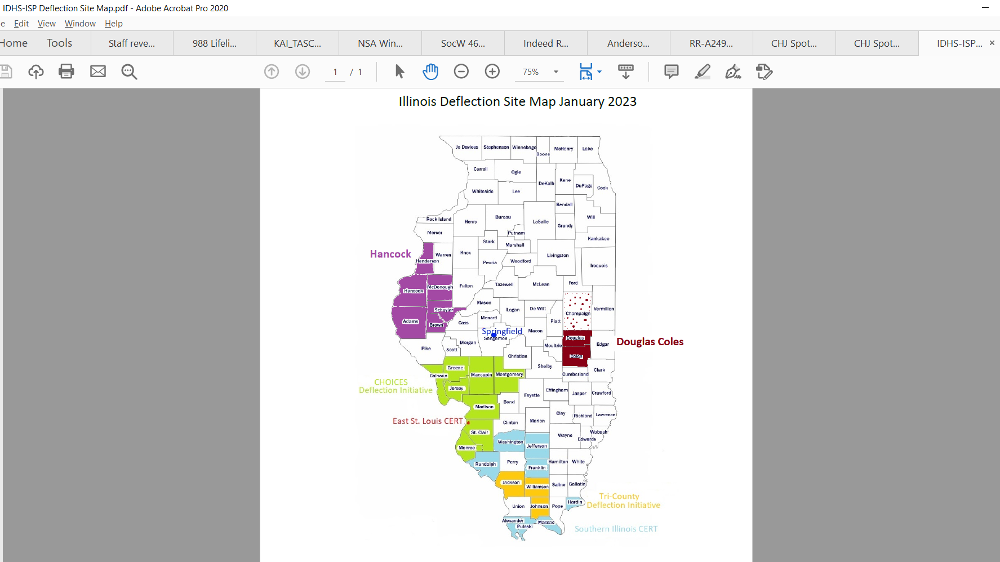 IDHS-ISP Deflection Site Map.pdf - Adobe Acrobat Pro 2020
e Edit View Window Help
Home Tools Staff reve... 988 Lifeli... KAI_TASC... NSA Win... SocW 46... Indeed R... Anderso... RR-A249... CHJ Spot... CHJ Spot... IDHS-ISP... ×
1 / 1 75%
Illinois Deflection Site Map January 2023
Jo Daviess Stephenson Winnebago Boone McHenry Lake
Carroll Ogle DeKalb Kane DuPage Cook
Whiteside Lee
Kendall
Rock Island Henry Bureau LaSalle Grundy Will
Mercer Putnam
Stark Marshall Kankakee
Hancock
Henderson Warren Knox Peoria Woodford Livingston Iroquois
Hancock McDonough Fulton Tazewell McLean Ford
Schuyler Mason Logan De Witt Champaign Vermilion
Adams Brown Cass Menard Piatt
Springfield
Sangamon Macon
Douglas Edgar
Douglas Coles
Pike Scott Morgan Christian Moultrie Coles
Greene Shelby Cumberland Clark
Calhoun Macoupin Montgomery
CHOICES
Deflection Initiative
Jersey Fayette Effingham Jasper Crawford
Madison Bond Clay Richland Lawrence
East St. Louis CERT
Clinton Marion
St. Clair Wayne Edwards Wabash
Washington Jefferson
Monroe
Randolph Perry Franklin Hamilton White
Jackson Williamson Saline Gallatin
Tri-County
Deflection Initiative
Union Johnson Pope Hardin
Alexander Pulaski Massac
Southern Illinois CERT